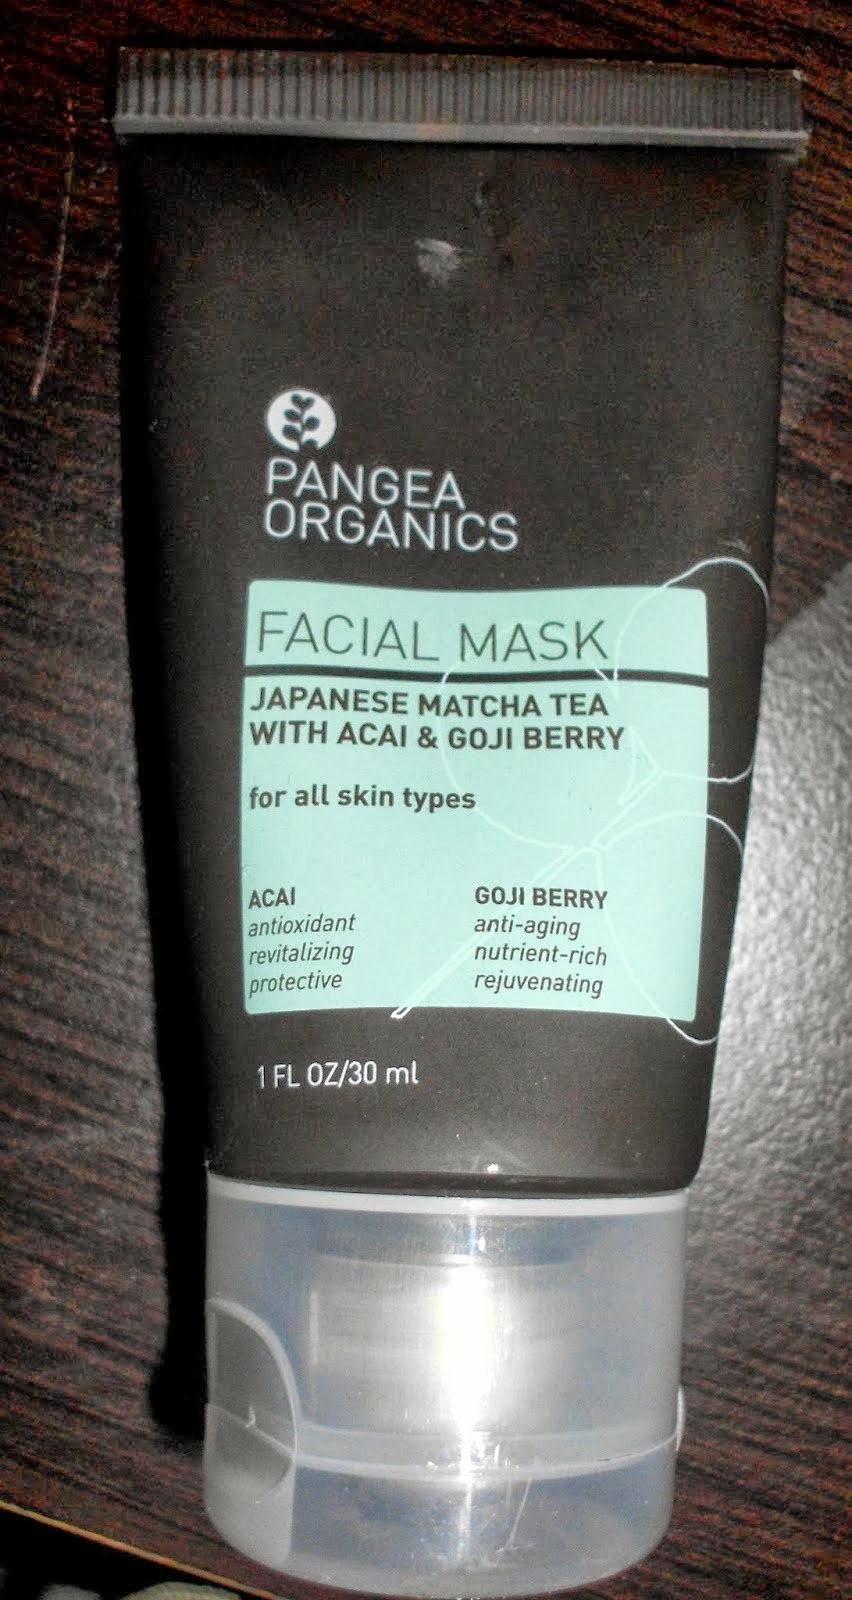 PANGEA
ORGANICS
FACIAL MASK
JAPANESE MATCHA TEA
WITH ACAI & GOJI BERRY
for all skin types
ACAI
antioxidant
revitalizing
protective
GOJI BERRY
anti-aging
nutrient-rich
rejuvenating
1 FL OZ/30 ml